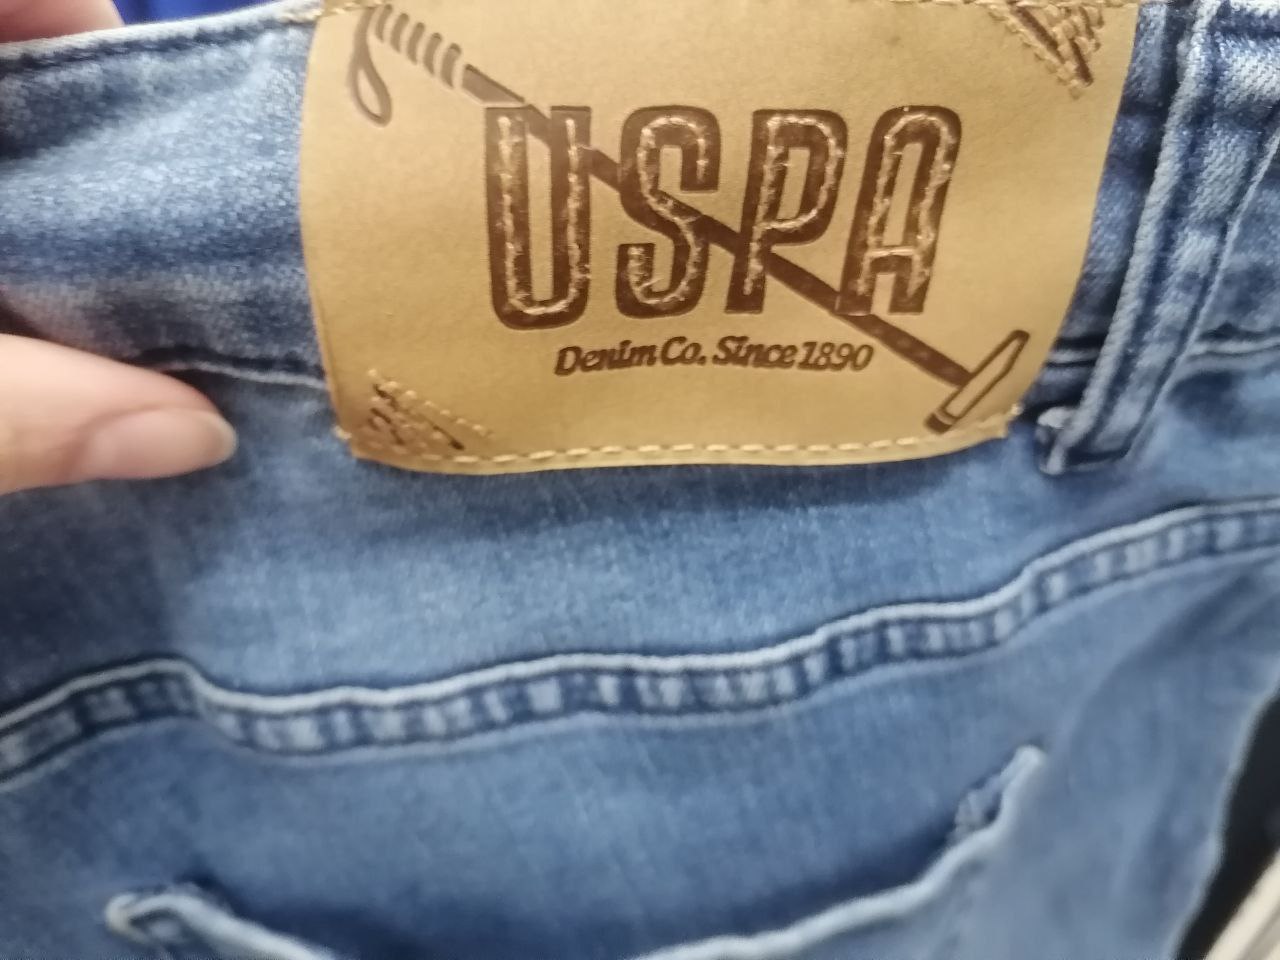 USPA
Denim Co. Since 1890